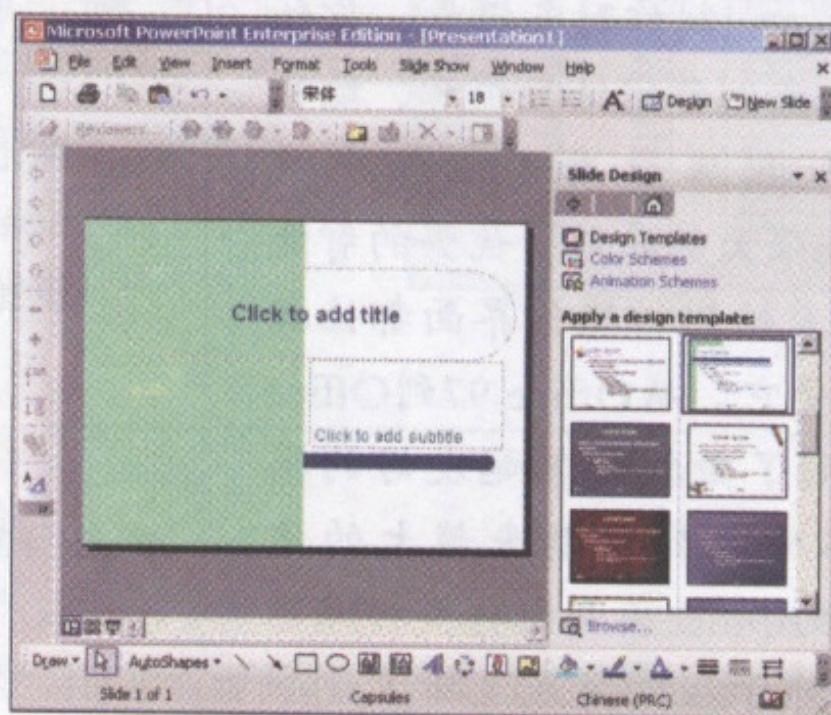 Microsoft PowerPoint Enterprise Edition - [Presentation1]
File Edit View Insert Format Tools Slide Show Window Help
宋体 18 Design New Slide
Reviewers...
Slide Design
Design Templates
Color Schemes
Animation Schemes
Apply a design template:
Click to add title
Click to add subtitle
Browse...
Draw AutoShapes
Slide 1 of 1 Capsules Chinese (PRC)